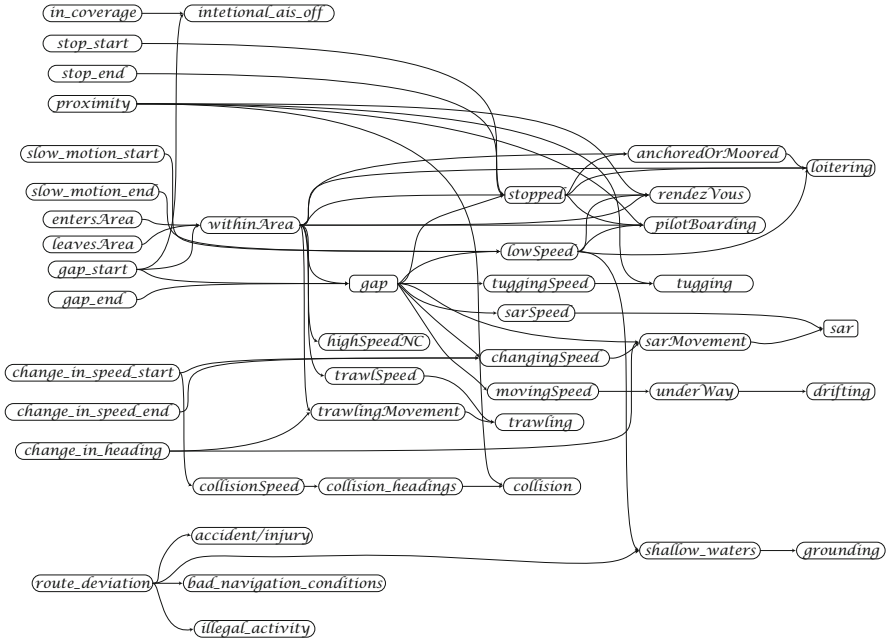 in_coverage
intetional_ais_off
stop_start
stop_end
proximity
slow_motion_start
anchoredOrMoored
loitering
slow_motion_end
stopped
rendezVous
entersArea
withinArea
pilotBoarding
leavesArea
lowSpeed
gap_start
gap
tuggingSpeed
tugging
gap_end
sarSpeed
sar
highSpeedNC
sarMovement
changingSpeed
change_in_speed_start
trawlSpeed
movingSpeed
underWay
drifting
change_in_speed_end
trawlingMovement
trawling
change_in_heading
collisionSpeed
collision_headings
collision
accident/injury
shallow_waters
grounding
route_deviation
bad_navigation_conditions
illegal_activity